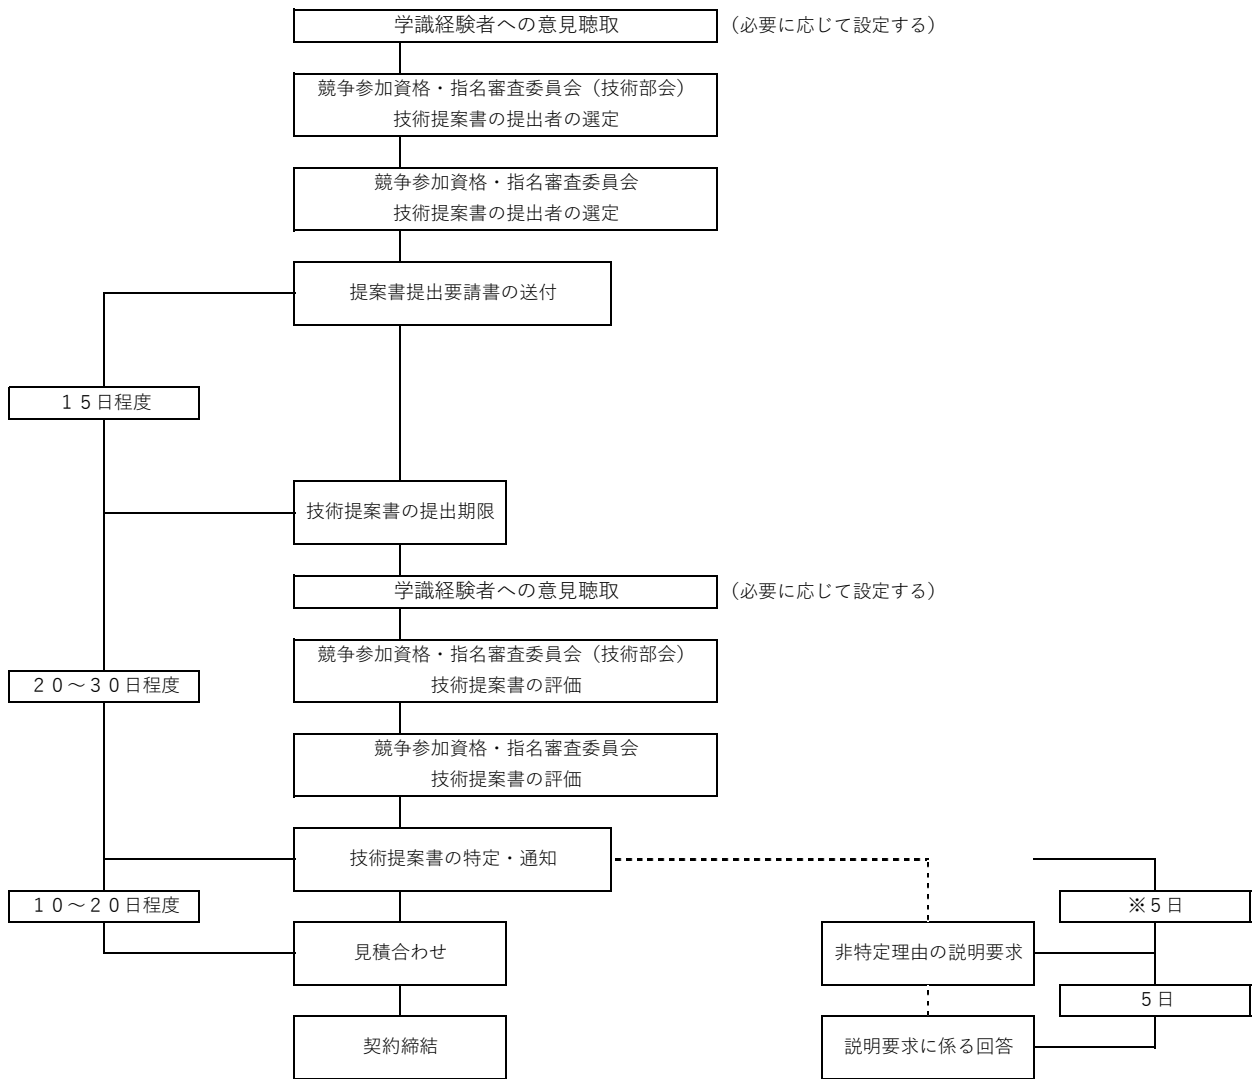 学識経験者への意見聴取
（必要に応じて設定する）
競争参加資格・指名審査委員会（技術部会）
技術提案書の提出者の選定
競争参加資格・指名審査委員会
技術提案書の提出者の選定
提案書提出要請書の送付
１５日程度
技術提案書の提出期限
学識経験者への意見聴取
（必要に応じて設定する）
競争参加資格・指名審査委員会（技術部会）
技術提案書の評価
２０～３０日程度
競争参加資格・指名審査委員会
技術提案書の評価
技術提案書の特定・通知
１０～２０日程度
※５日
見積合わせ
非特定理由の説明要求
５日
契約締結
説明要求に係る回答